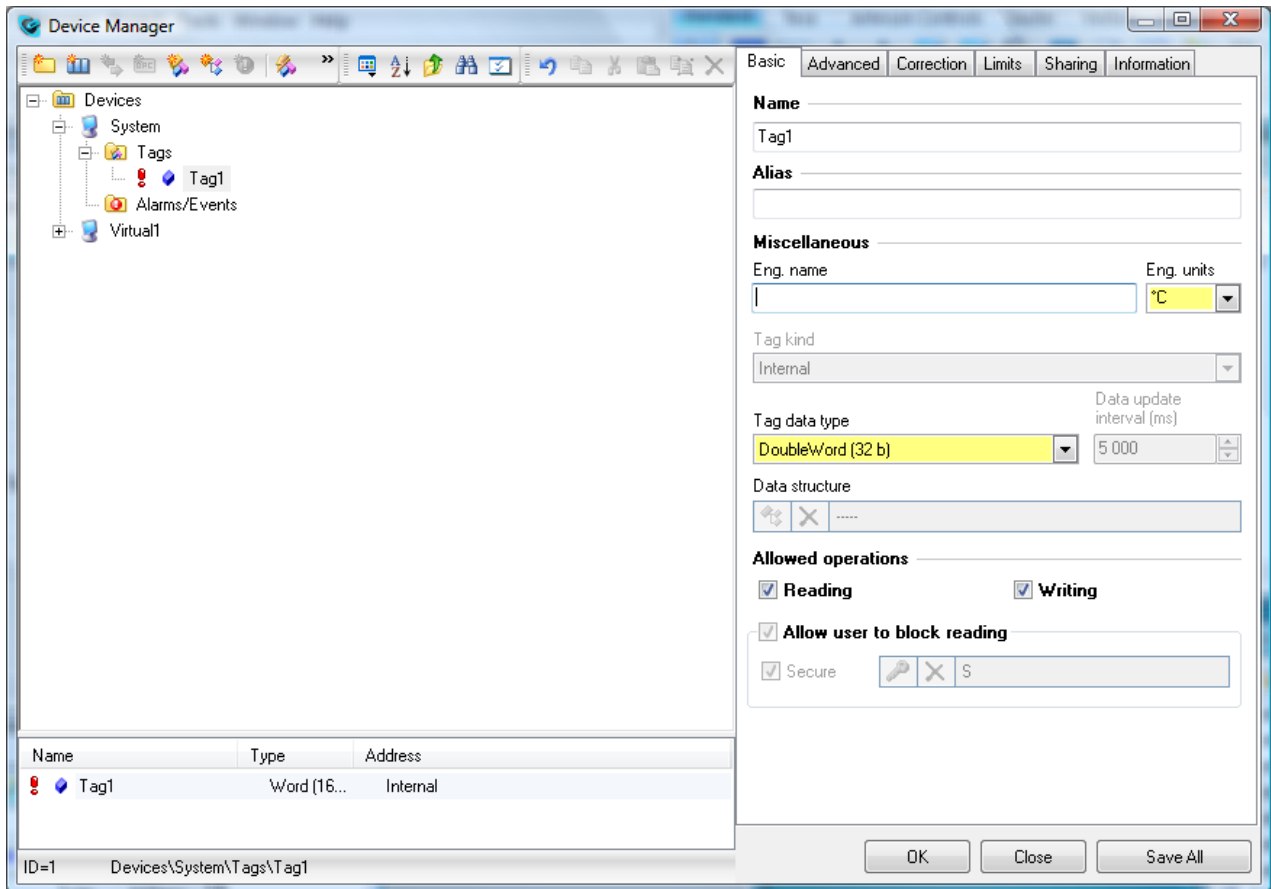 Device Manager
Devices
System
Tags
Tag1
Alarms/Events
Virtual1
Name Type Address
Tag1 Word (16... Internal
ID=1 Devices\System\Tags\Tag1
Basic Advanced Correction Limits Sharing Information
Name
Tag1
Alias
Miscellaneous
Eng. name Eng. units
°C
Tag kind
Internal
Data update
Tag data type interval (ms)
DoubleWord (32 b) 5 000
Data structure
-----
Allowed operations
Reading Writing
Allow user to block reading
Secure S
OK Close Save All